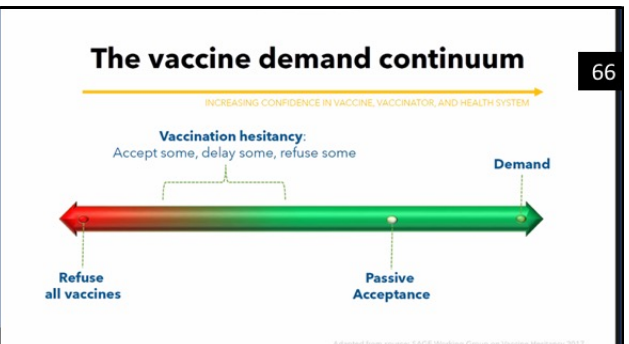 The vaccine demand continuum
66
INCREASING CONFIDENCE IN VACCINE, VACCINATOR, AND HEALTH SYSTEM
Vaccination hesitancy:
Accept some, delay some, refuse some
Demand
Refuse
all vaccines
Passive
Acceptance